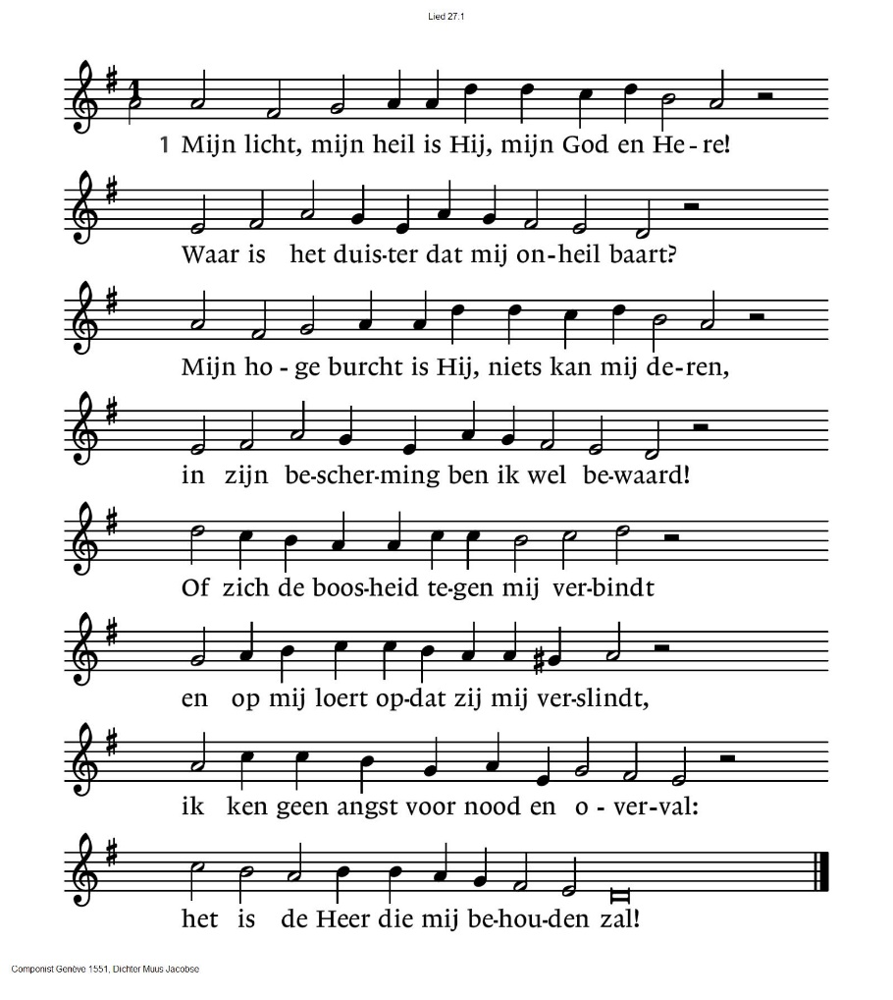 Lied 27.1
1 Mijn licht, mijn heil is Hij, mijn God en He - re!
Waar is het duis-ter dat mij on-heil baart?
Mijn ho - ge burcht is Hij, niets kan mij de-ren,
in zijn be-scher-ming ben ik wel be-waard!
Of zich de boos-heid te-gen mij ver-bindt
en op mij loert op-dat zij mij ver-slindt,
ik ken geen angst voor nood en o - ver-val:
het is de Heer die mij be-hou-den zal!
Componist Genève 1551, Dichter Muus Jacobse